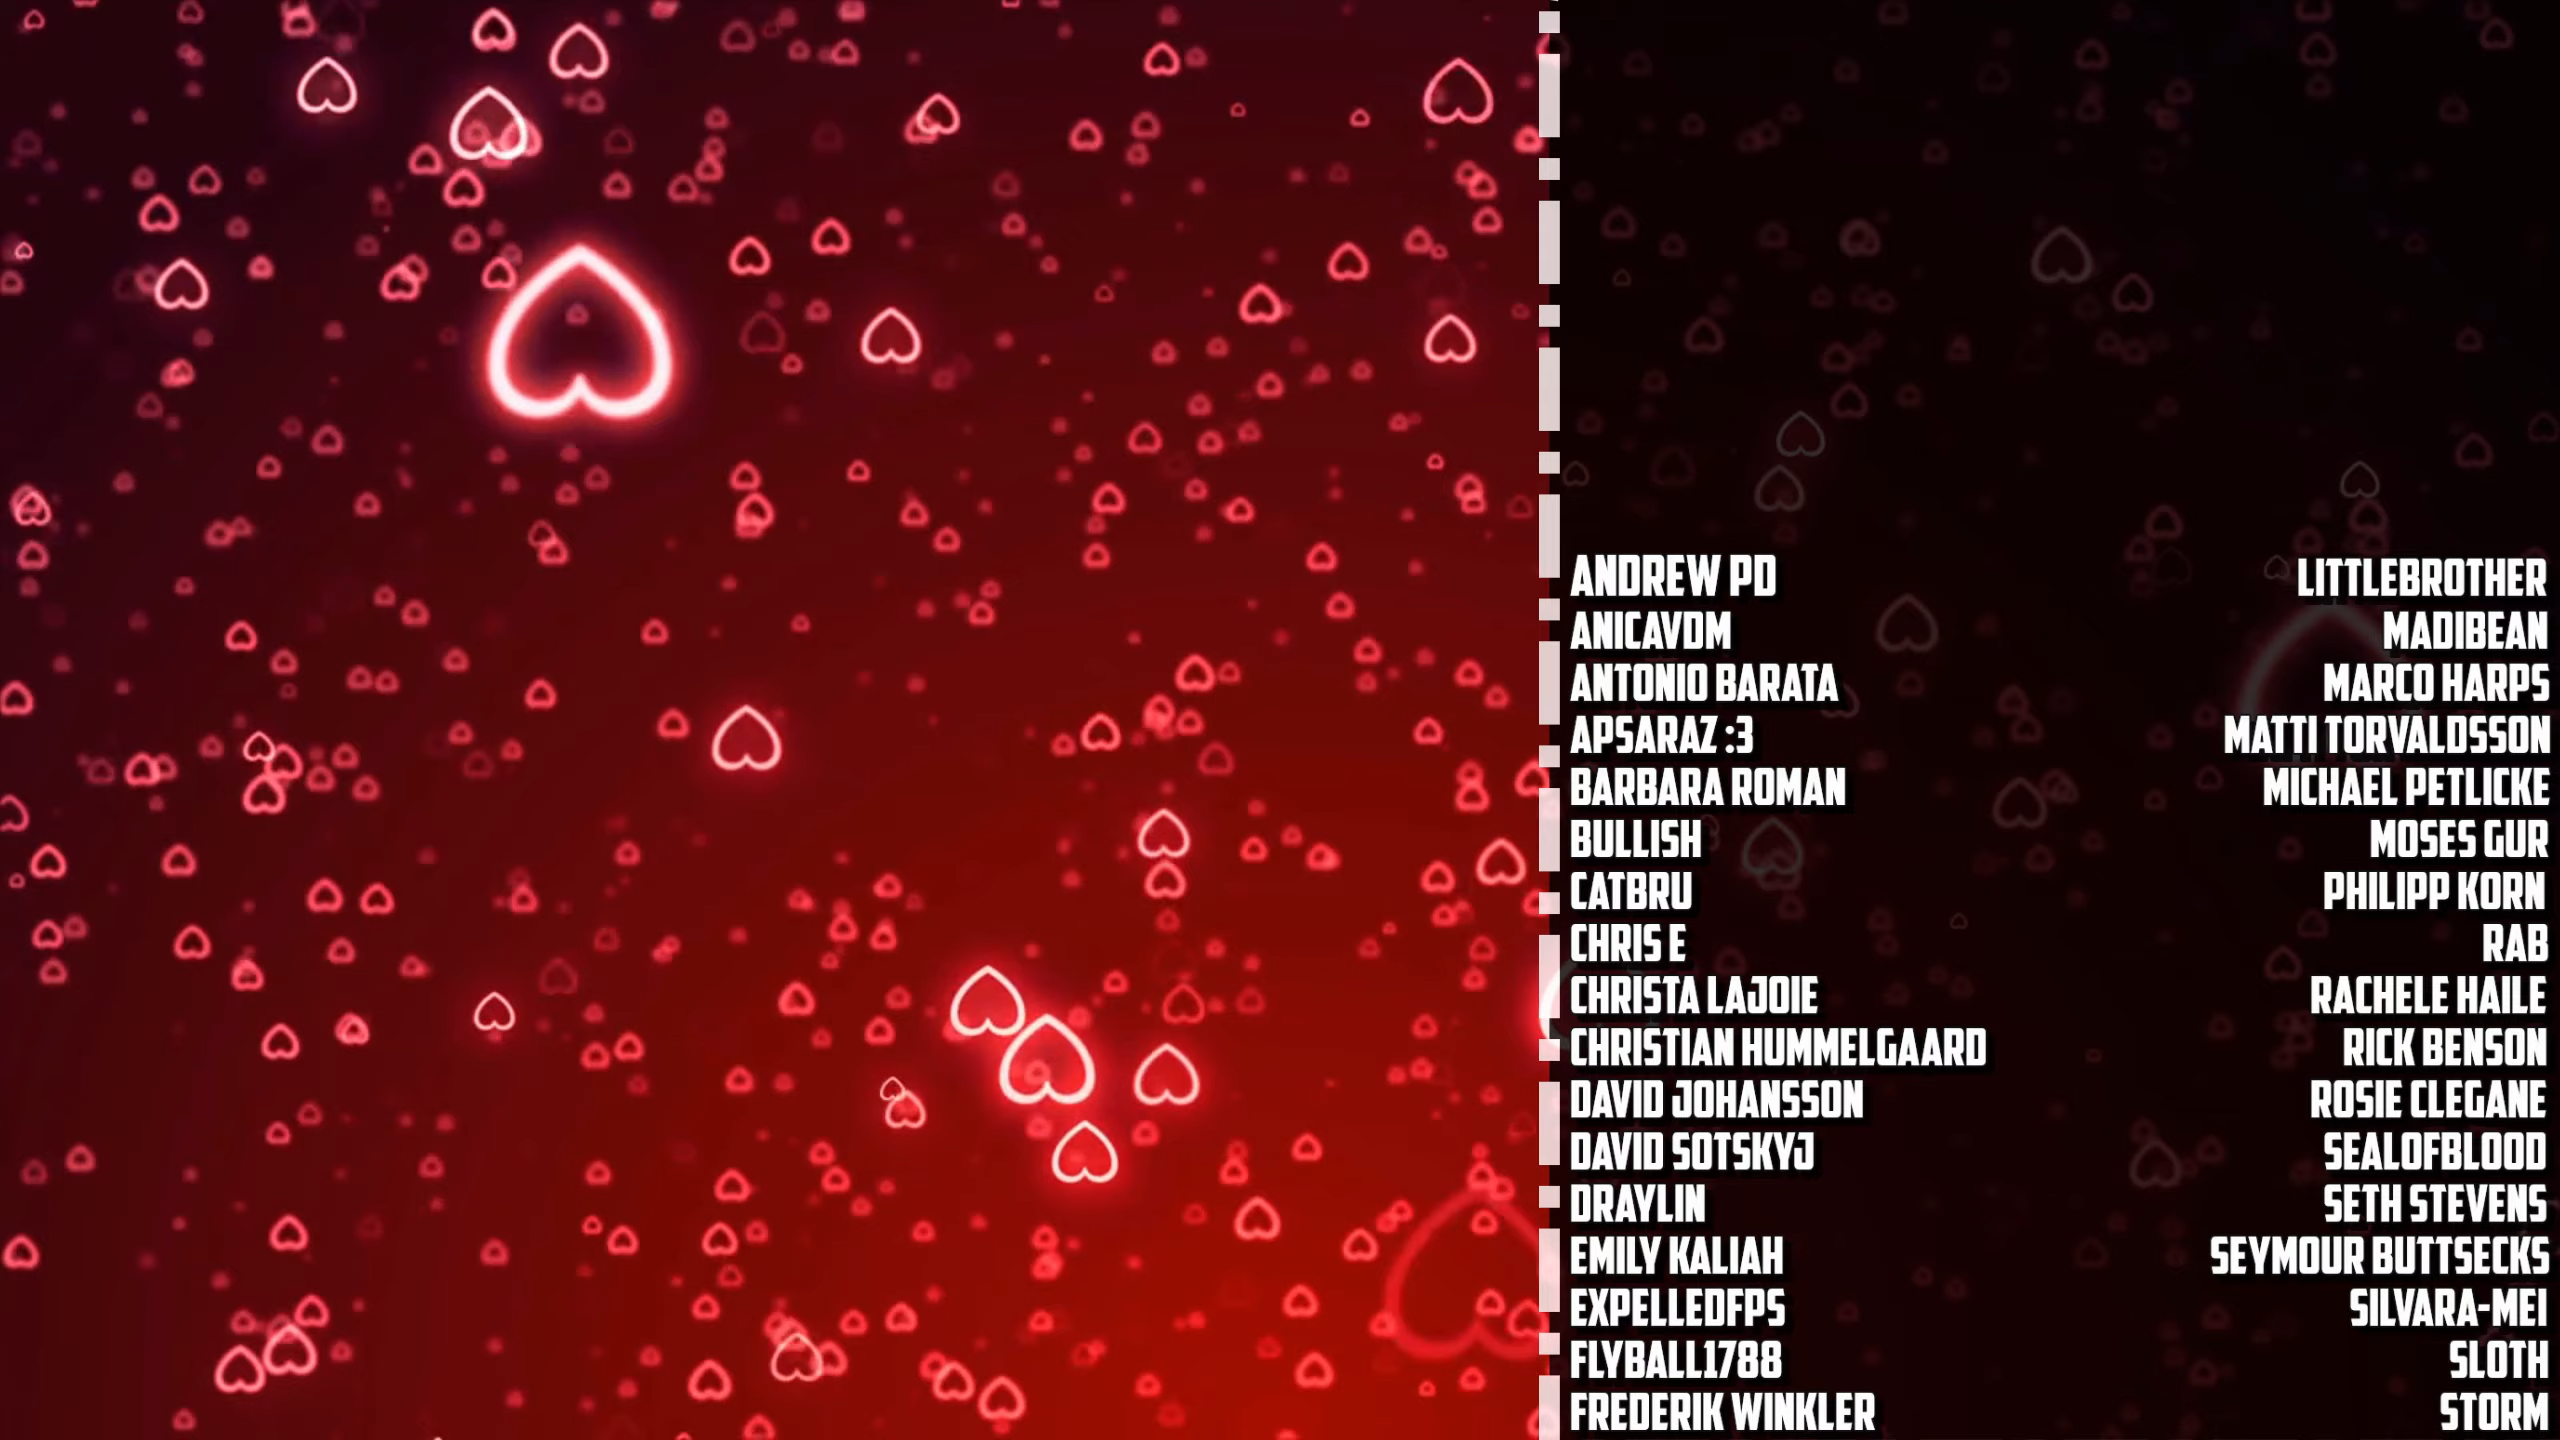 ANDREW PD
ANICAVDM
ANTONIO BARATA
APSARAZ :3
BARBARA ROMAN
BULLISH
CATBRU
CHRIS E
CHRISTA LAJOIE
CHRISTIAN HUMMELGAARD
DAVID JOHANSSON
DAVID SOTSKYJ
DRAYLIN
EMILY KALIAH
EXPELLEDFPS
FLYBALL1788
FREDERIK WINKLER
LITTLEBROTHER
MADIBEAN
MARCO HARPS
MATTI TORVALDSSON
MICHAEL PETLICKE
MOSES GUR
PHILIPP KORN
RAB
RACHELE HAILE
RICK BENSON
ROSIE CLEGANE
SEALOFBLOOD
SETH STEVENS
SEYMOUR BUTTSECKS
SILVARA-MEI
SLOTH
STORM